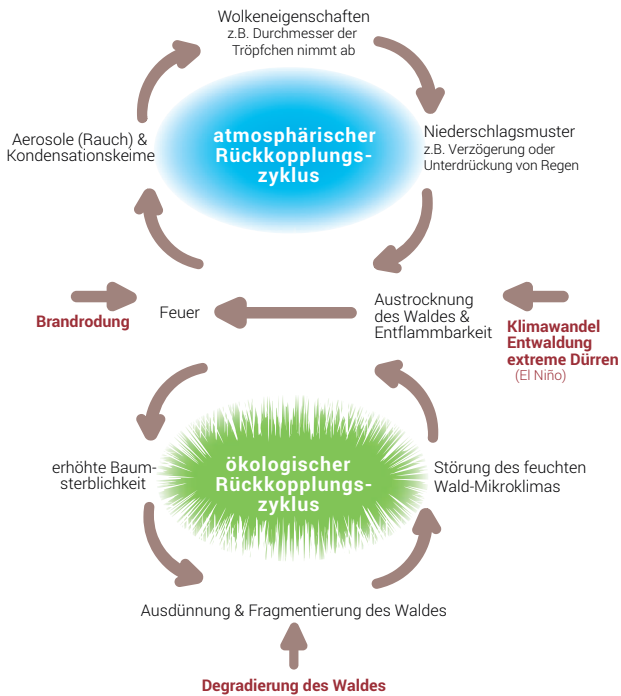 Wolkeneigenschaften
z.B. Durchmesser der
Tröpfchen nimmt ab
Aerosole (Rauch) &
Kondensationskeime
atmosphärischer
Rückkopplungs-
zyklus
Niederschlagsmuster
z.B. Verzögerung oder
Unterdrückung von Regen
Brandrodung
Feuer
Austrocknung
des Waldes &
Entflammbarkeit
Klimawandel
Entwaldung
extreme Dürren
(El Niño)
erhöhte Baum-
sterblichkeit
ökologischer
Rückkopplungs-
zyklus
Störung des feuchten
Wald-Mikroklimas
Ausdünnung & Fragmentierung des Waldes
Degradierung des Waldes